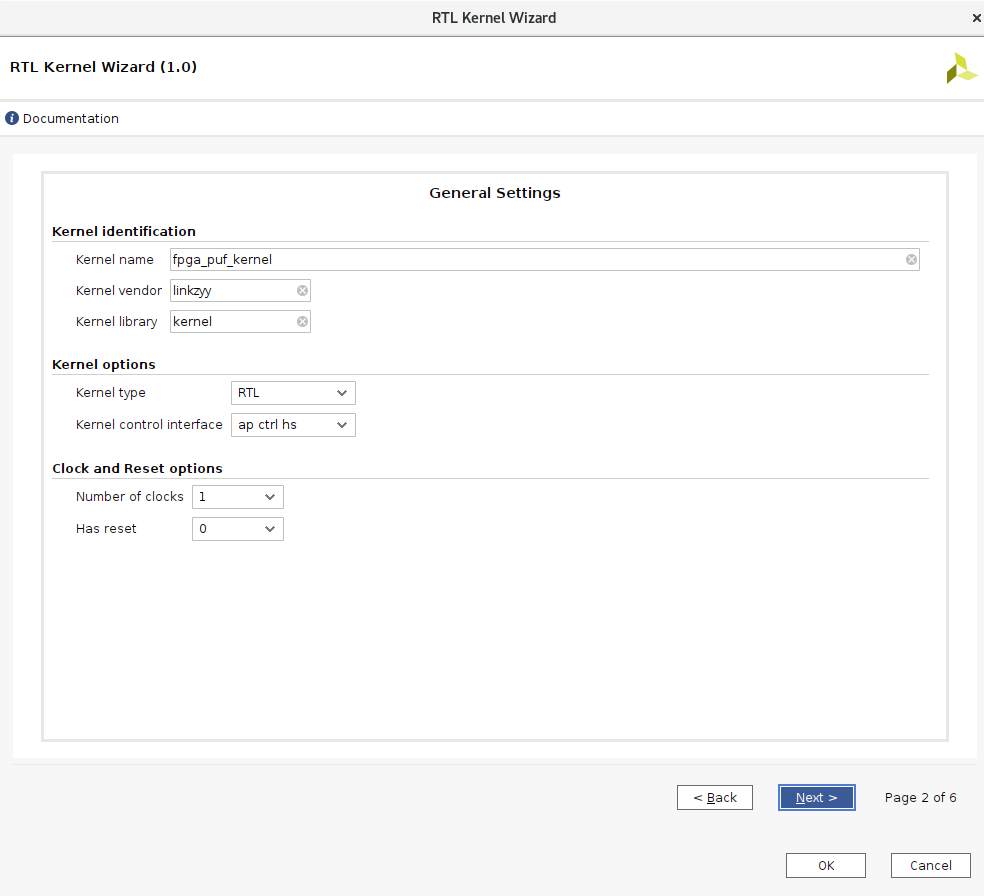 RTL Kernel Wizard ×
RTL Kernel Wizard (1.0)
Documentation
General Settings
Kernel identification
Kernel name fpga_puf_kernel
Kernel vendor linkzyy
Kernel library kernel
Kernel options
Kernel type RTL
Kernel control interface ap ctrl hs
Clock and Reset options
Number of clocks 1
Has reset 0
< Back Next > Page 2 of 6
OK Cancel